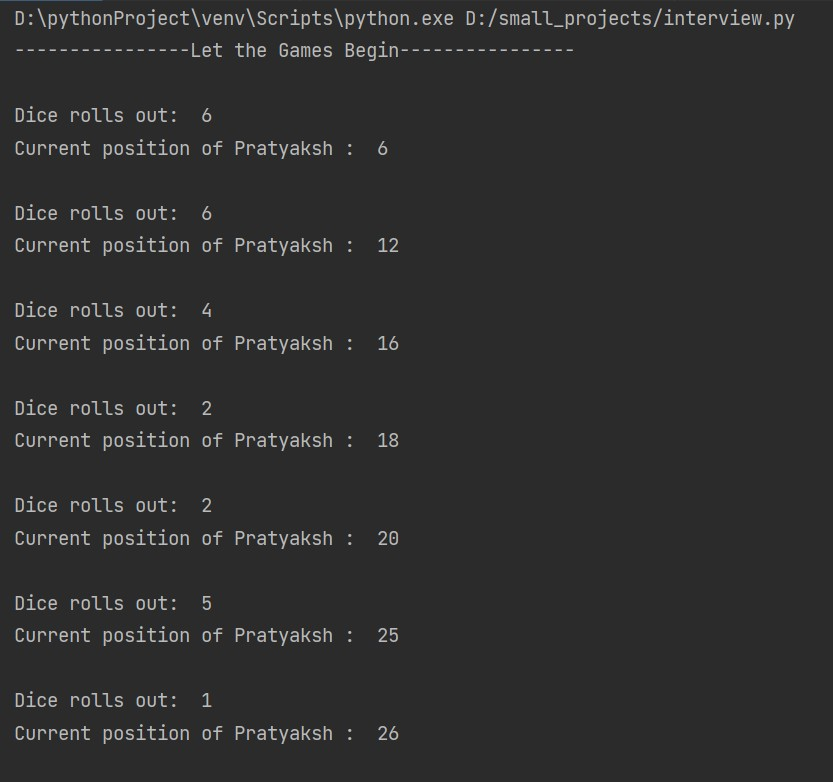 D:\pythonProject\venv\Scripts\python.exe D:/small_projects/interview.py
----------------Let the Games Begin----------------
Dice rolls out:  6
Current position of Pratyaksh :  6
Dice rolls out:  6
Current position of Pratyaksh :  12
Dice rolls out:  4
Current position of Pratyaksh :  16
Dice rolls out:  2
Current position of Pratyaksh :  18
Dice rolls out:  2
Current position of Pratyaksh :  20
Dice rolls out:  5
Current position of Pratyaksh :  25
Dice rolls out:  1
Current position of Pratyaksh :  26